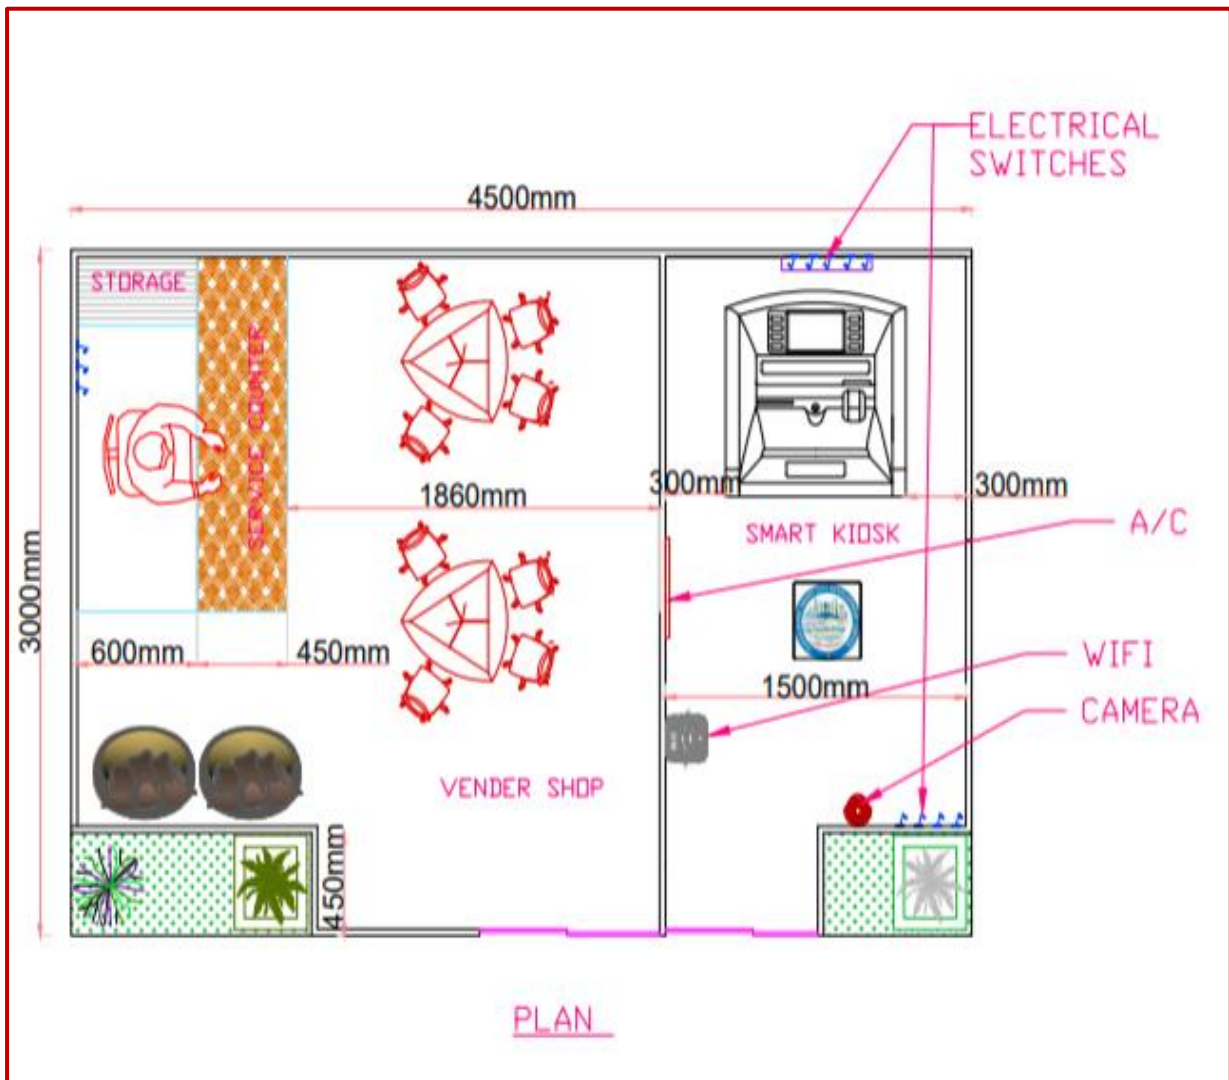 ELECTRICAL
SWITCHES
4500mm
STORAGE
SERVICE COUNTER
1860mm
300mm
300mm
SMART KIOSK
A/C
3000mm
600mm
450mm
WIFI
1500mm
CAMERA
VENDER SHOP
450mm
PLAN